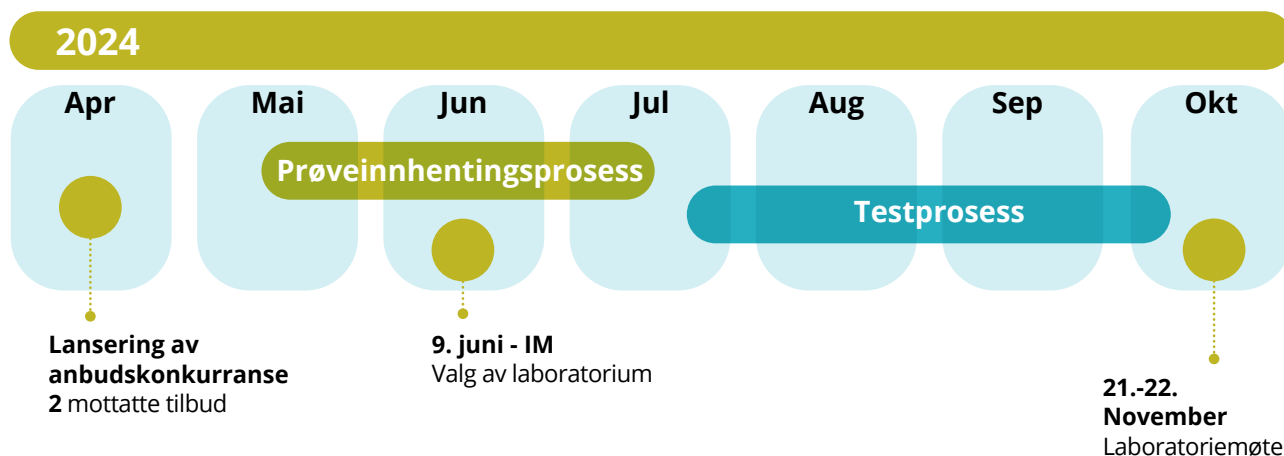 2024
Apr
Mai
Jun
Jul
Aug
Sep
Okt
Prøveinnhentingsprosess
Testprosess
Lansering av
anbudskonkurranse
2 mottatte tilbud
9. juni - IM
Valg av laboratorium
21.-22.
November
Laboratoriemøte